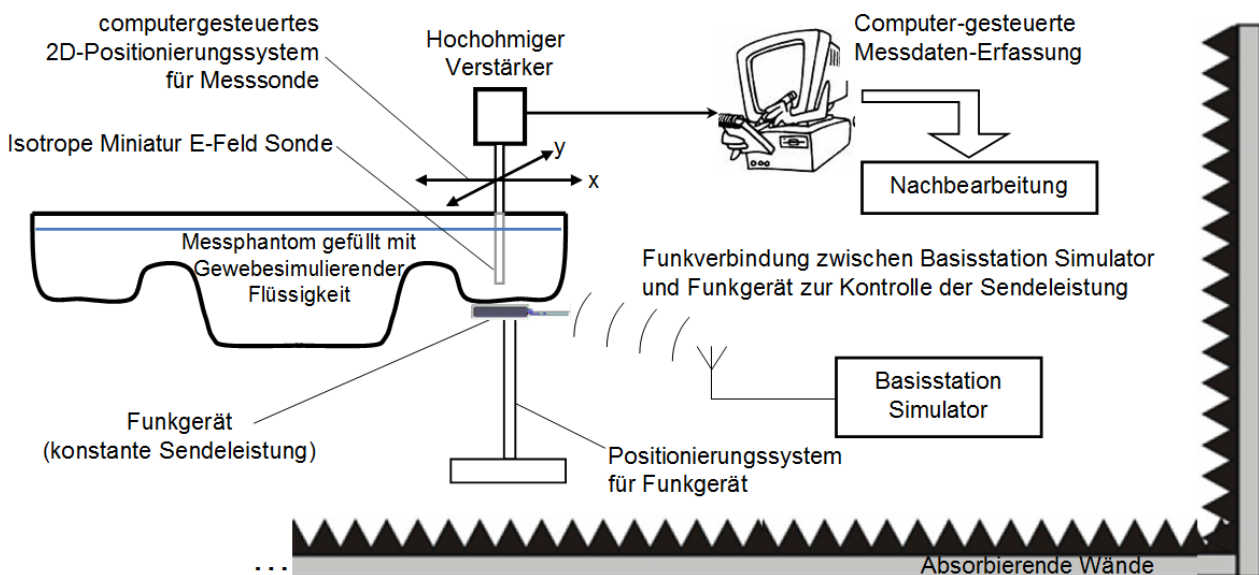 computergesteuertes
2D-Positionierungssystem
für Messsonde
Hochohmiger
Verstärker
Computer-gesteuerte
Messdaten-Erfassung
Isotrope Miniatur E-Feld Sonde
y
x
Nachbearbeitung
Messphantom gefüllt mit
Gewebesimulierender
Flüssigkeit
Funkverbindung zwischen Basisstation Simulator
und Funkgerät zur Kontrolle der Sendeleistung
Basisstation
Simulator
Funkgerät
(konstante Sendeleistung)
Positionierungssystem
für Funkgerät
...
Absorbierende Wände